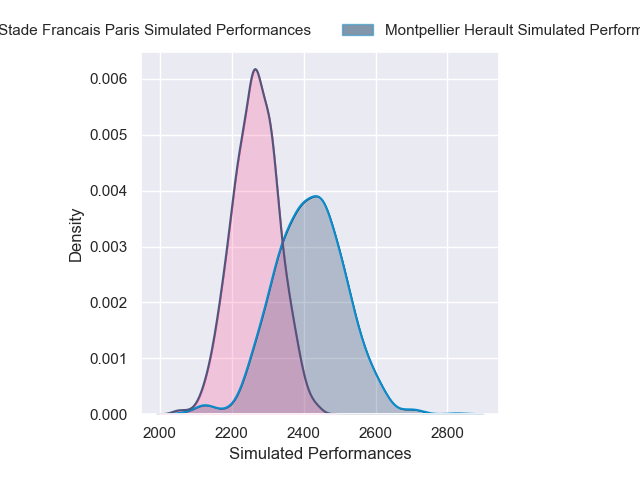 Stade Francais Paris Simulated Performances
Montpellier Herault Simulated Perform
0.006
0.005
0.004
0.003
0.002
0.001
0.000
Density
2000 2200 2400 2600 2800
Simulated Performances